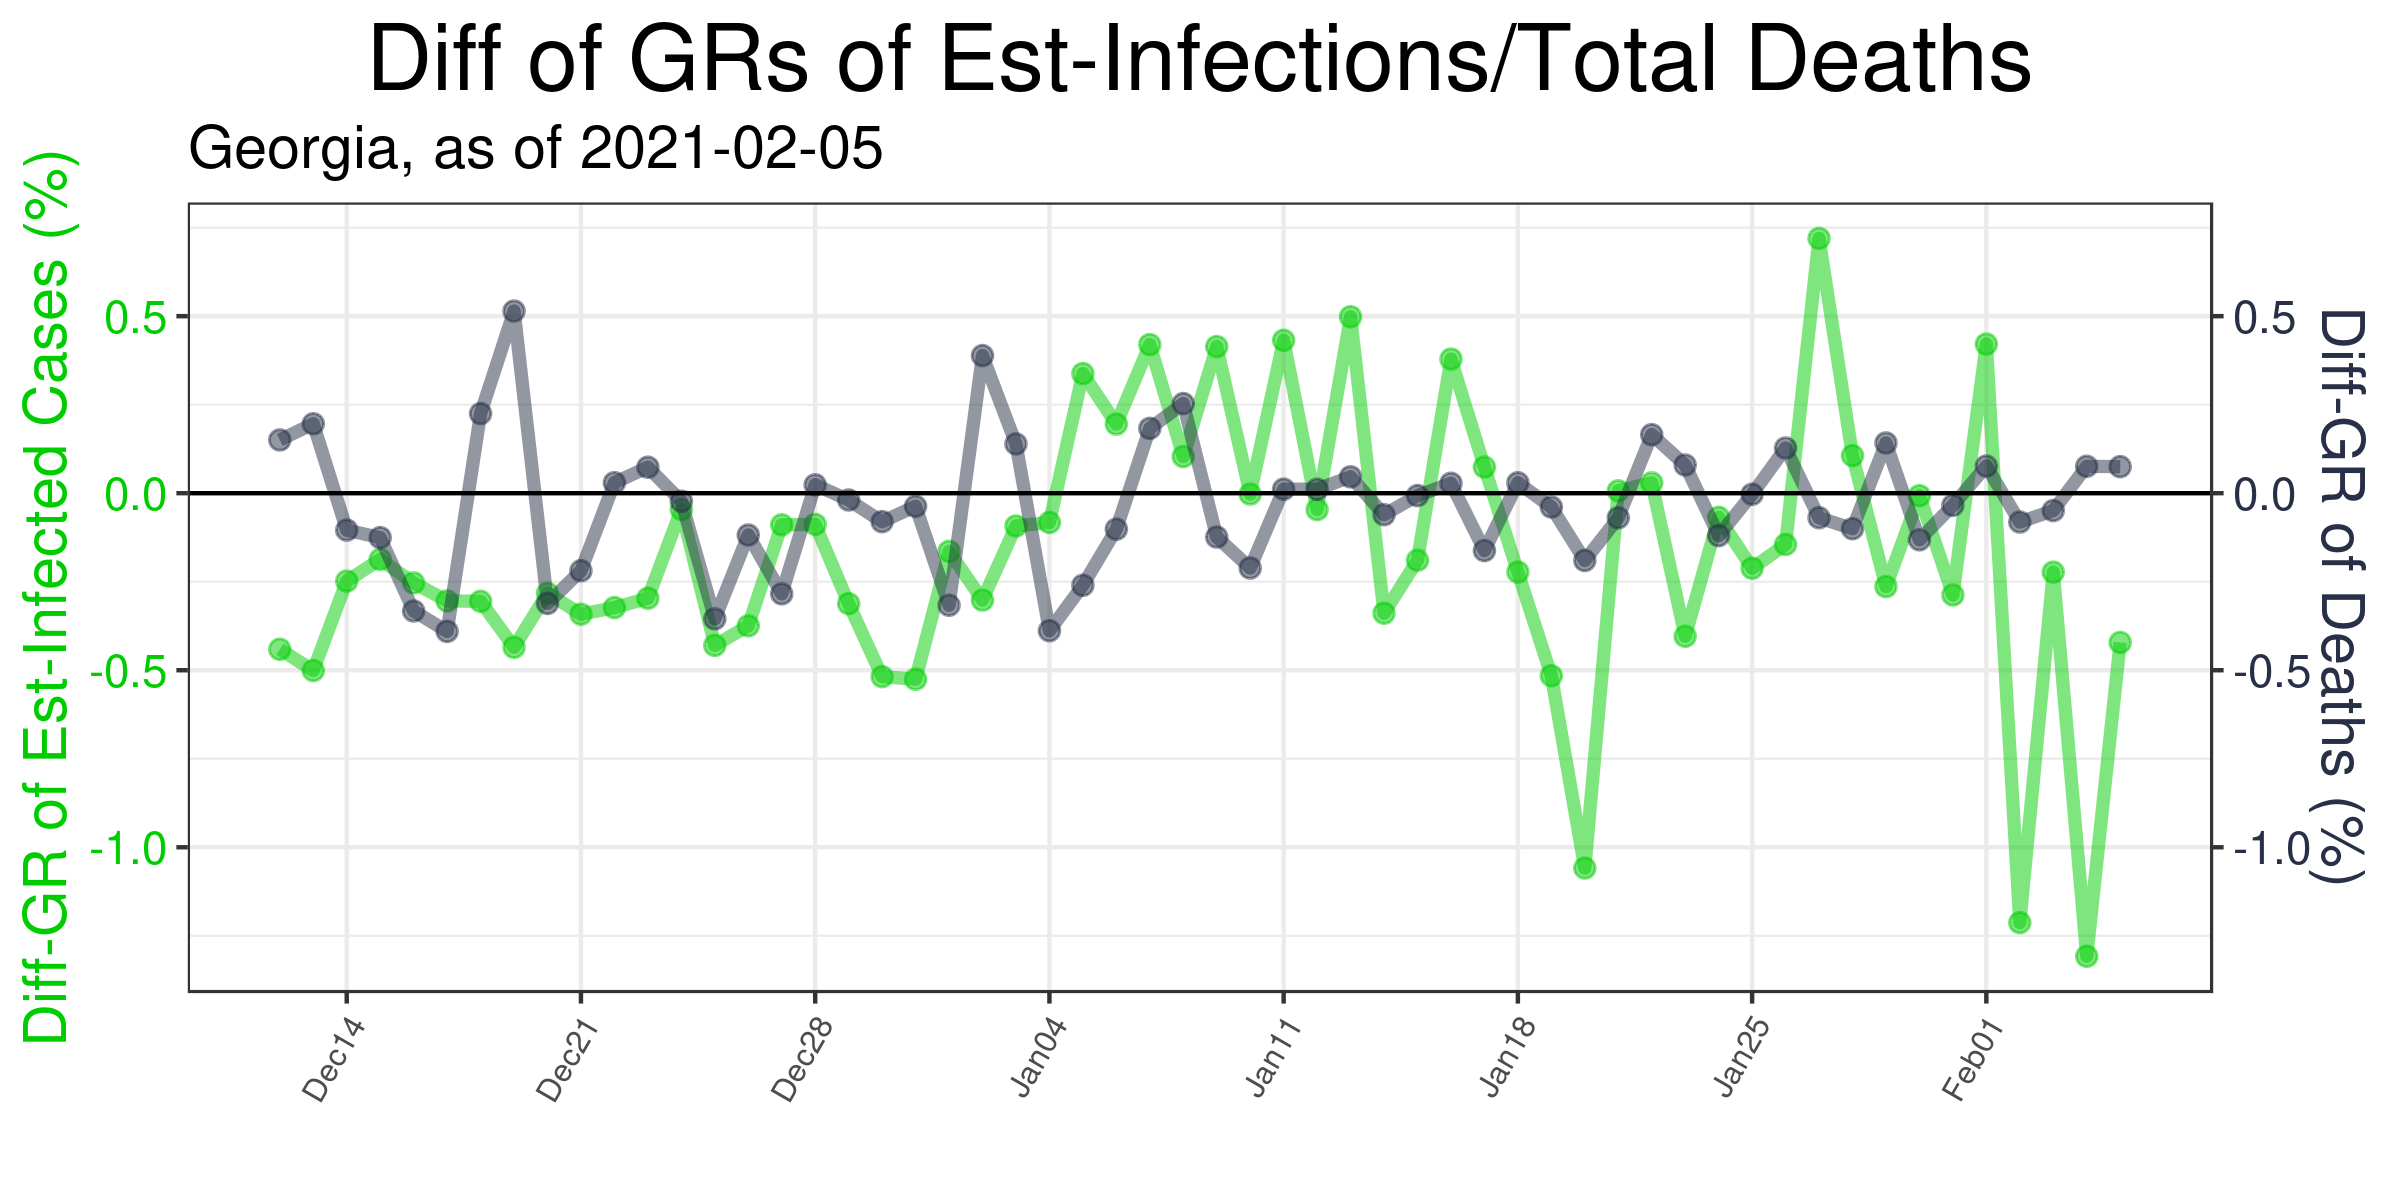 Diff of GRs of Est-Infections/Total Deaths
Georgia, as of 2021-02-05
Diff-GR of Est-Infected Cases (%)
0.5
0.0
-0.5
-1.0
0.5
0.0
-0.5
-1.0
Diff-GR of Deaths (%)
Dec14
Dec21
Dec28
Jan04
Jan11
Jan18
Jan25
Feb01